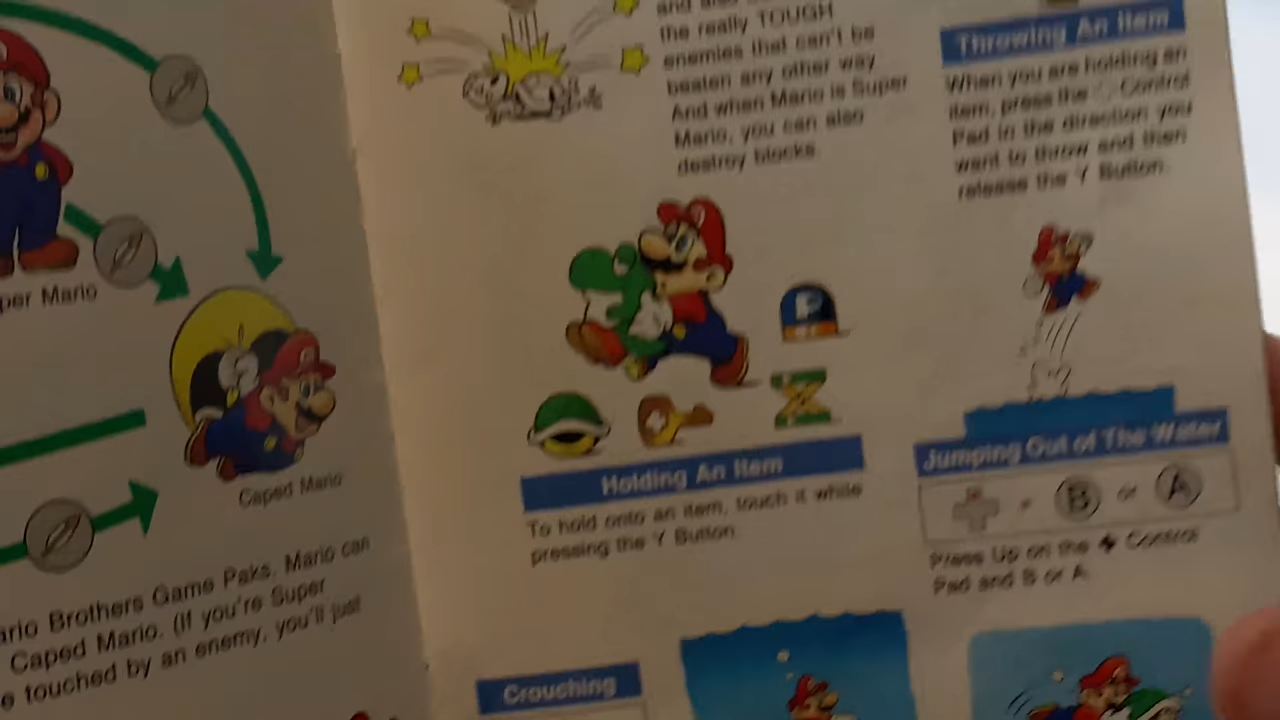 per Mario
Caped Mario
ario Brothers Game Paks, Mario can
Caped Mario. (If you're Super
e touched by an enemy, you'll just
the really TOUGH
enemies that can't be
beaten any other way.
And when Mario is Super
Mario, you can also
destroy blocks.
P
Holding An Item
To hold onto an item, touch it while
pressing the Y Button.
Crouching
Throwing An Item
When you are holding an
item, press the Control
Pad in the direction you
want to throw and then
release the Y Button.
Jumping Out of The Water
B or A
Press Up on the Control
Pad and B or A.